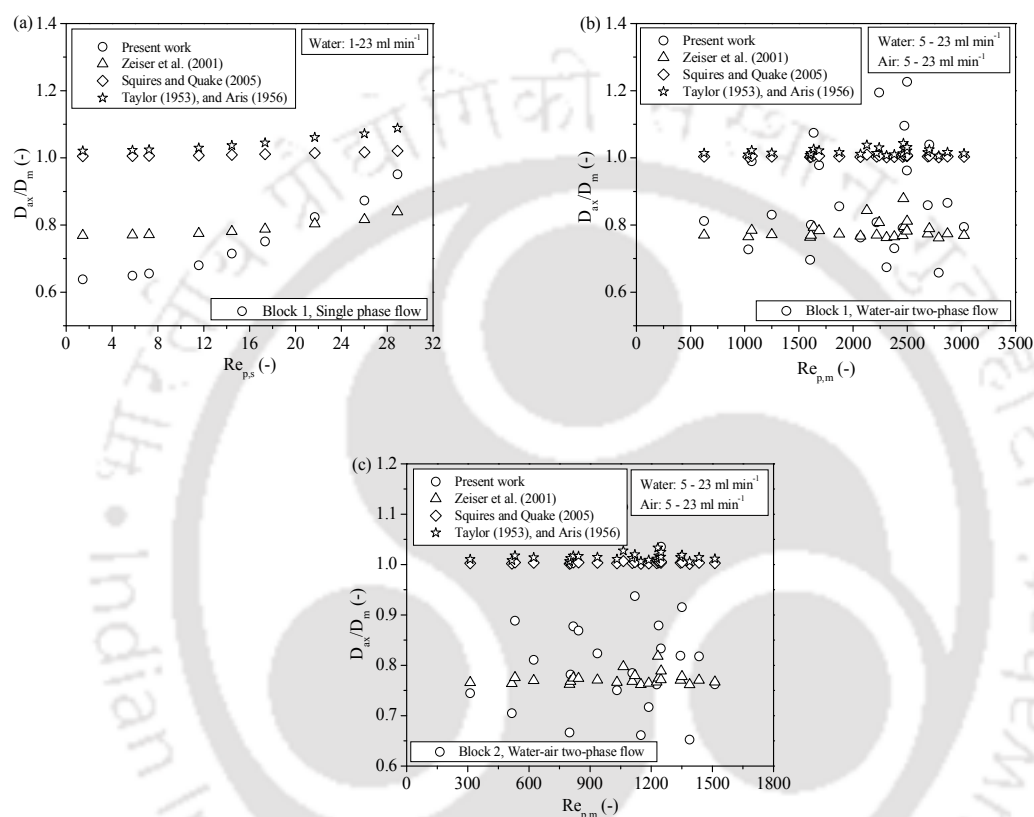 (a)
1.4
1.2
1.0
0.8
0.6
D_ax/D_m (-)
Present work
Zeiser et al. (2001)
Squires and Quake (2005)
Taylor (1953), and Aris (1956)
Water: 1-23 ml min⁻¹
Block 1, Single phase flow
0 4 8 12 16 20 24 28 32
Re_p,s (-)
(b)
1.4
1.2
1.0
0.8
0.6
D_ax/D_m (-)
Present work
Zeiser et al. (2001)
Squires and Quake (2005)
Taylor (1953), and Aris (1956)
Water: 5 - 23 ml min⁻¹
Air: 5 - 23 ml min⁻¹
Block 1, Water-air two-phase flow
0 500 1000 1500 2000 2500 3000 3500
Re_p,m (-)
(c)
1.2
1.1
1.0
0.9
0.8
0.7
0.6
D_ax/D_m (-)
Present work
Zeiser et al. (2001)
Squires and Quake (2005)
Taylor (1953), and Aris (1956)
Water: 5 - 23 ml min⁻¹
Air: 5 - 23 ml min⁻¹
Block 2, Water-air two-phase flow
0 300 600 900 1200 1500 1800
Re_p,m (-)
Indian